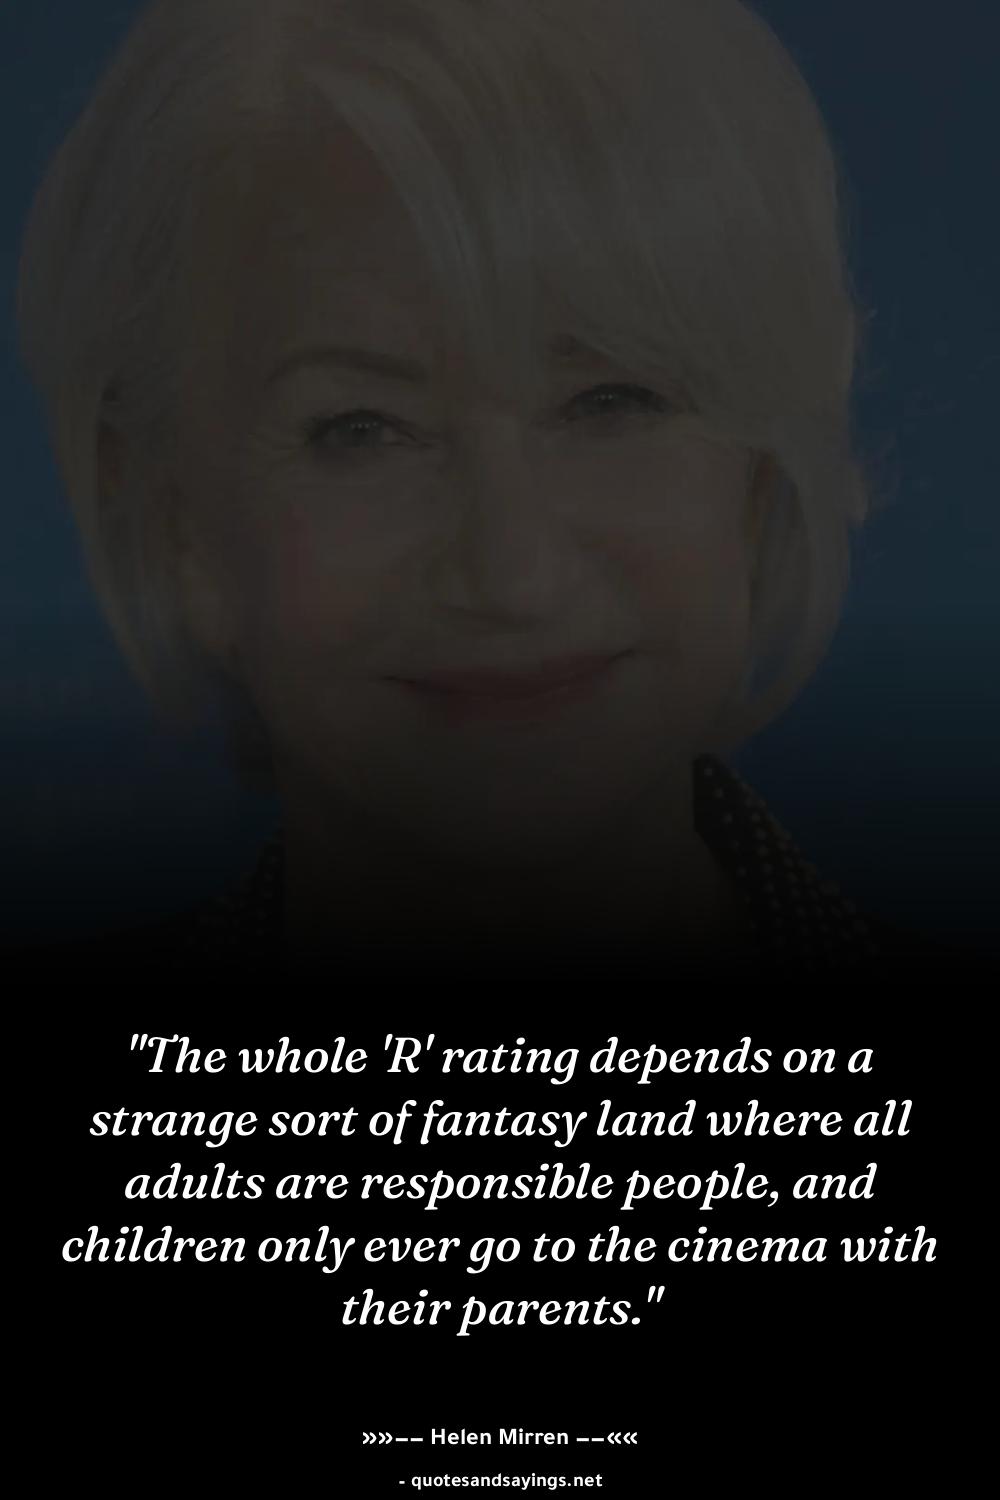 "The whole 'R' rating depends on a
strange sort of fantasy land where all
adults are responsible people, and
children only ever go to the cinema with
their parents."
»»−− Helen Mirren −−««
- quotesandsayings.net